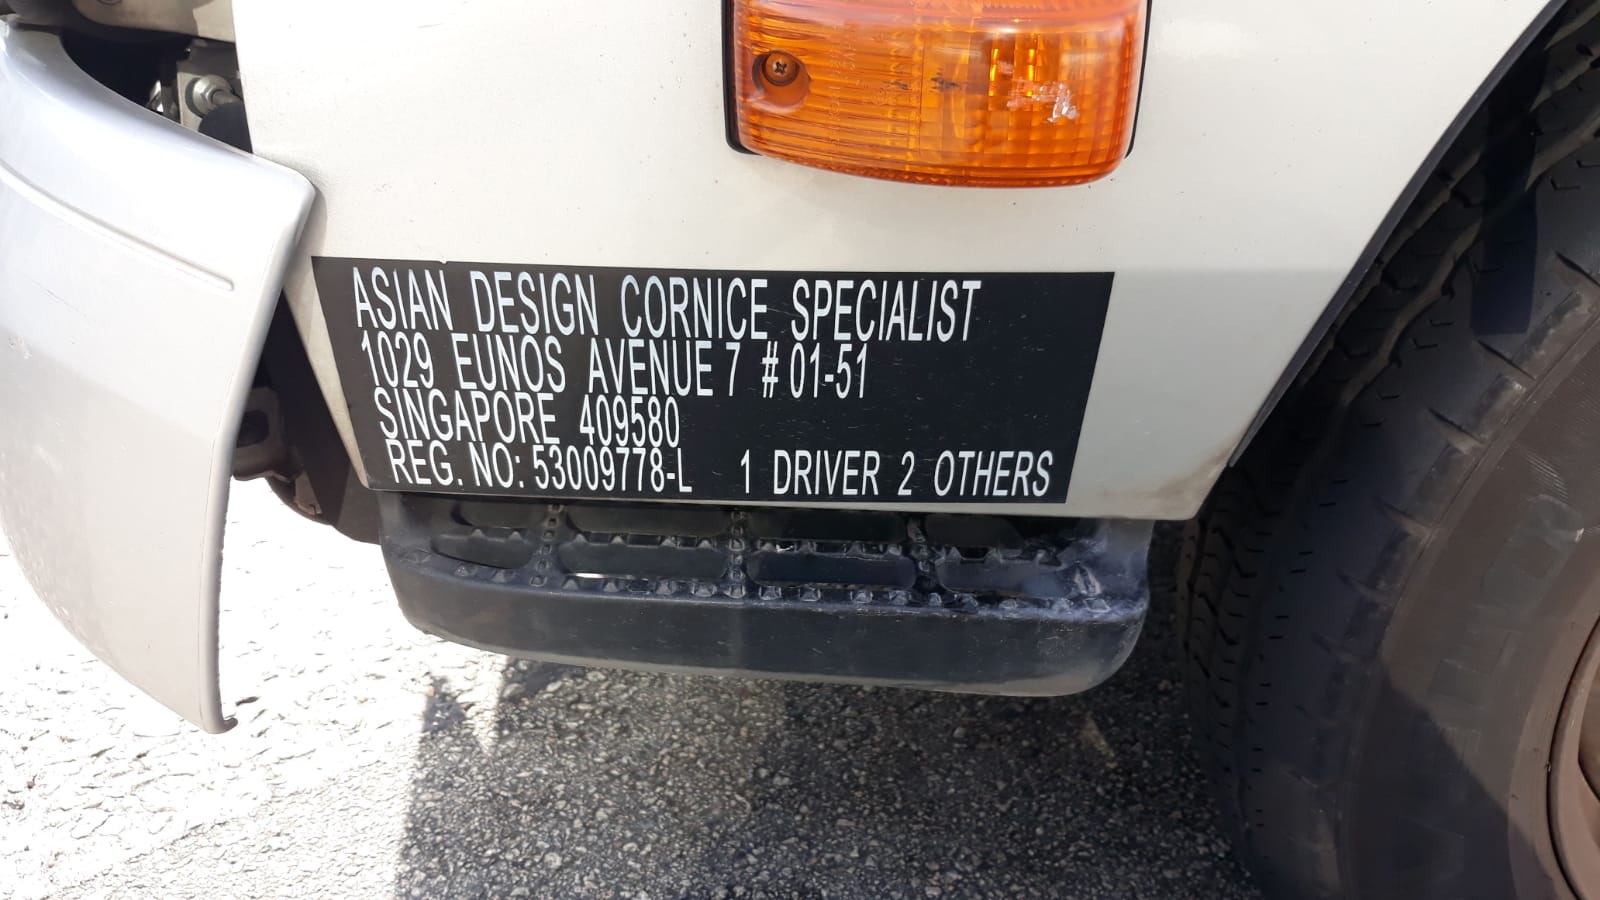 ASIAN DESIGN CORNICE SPECIALIST
1029 EUNOS AVENUE 7 # 01-51
SINGAPORE 409580
REG. NO: 53009778-L 1 DRIVER 2 OTHERS